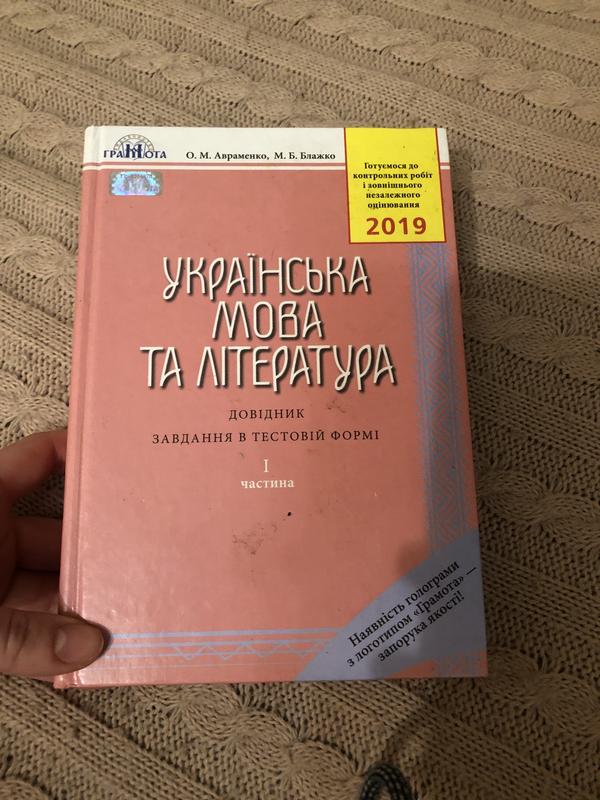 ГРАМОТА
О. М. Авраменко, М. Б. Блажко
Готуємося до
контрольних робіт
і зовнішнього
незалежного
оцінювання
2019
УКРАЇНСЬКА
МОВА
ТА ЛІТЕРАТУРА
ДОВІДНИК
ЗАВДАННЯ В ТЕСТОВІЙ ФОРМІ
І
частина
Наявність голограми
з логотипом «Грамота» —
запорука якості!